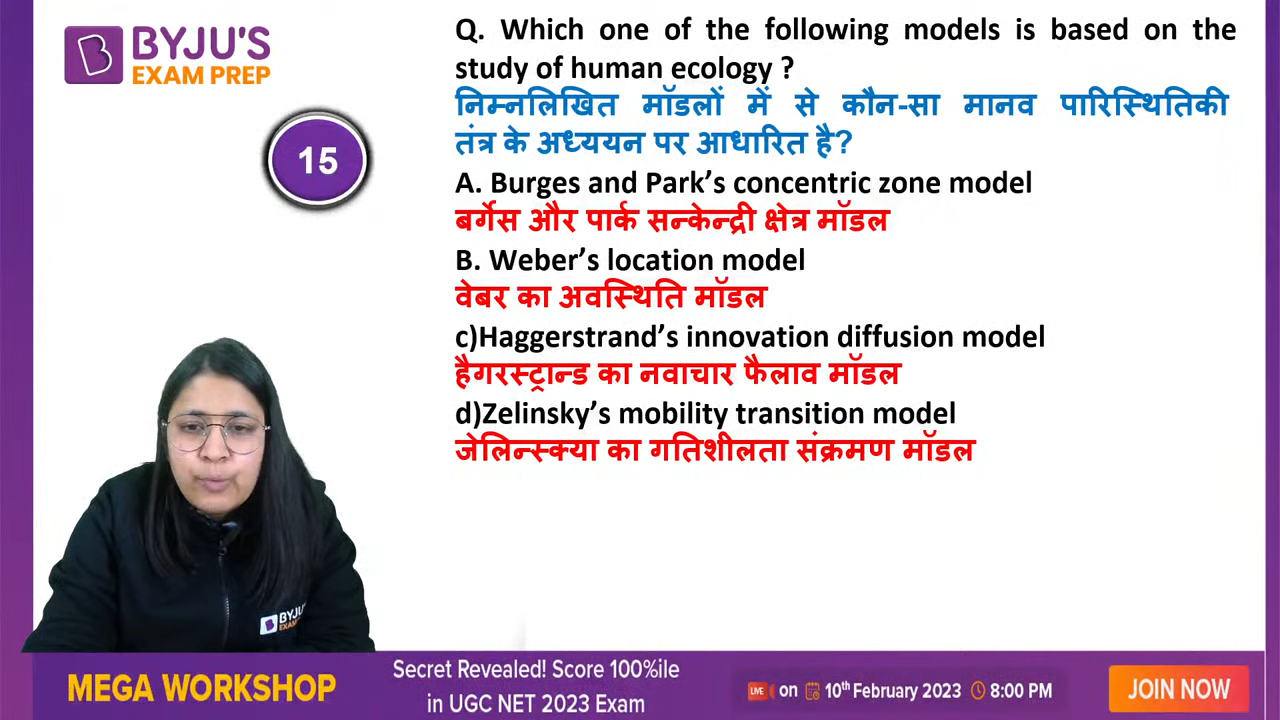 BYJU'S
EXAM PREP
15
Q. Which one of the following models is based on the
study of human ecology ?
निम्नलिखित मॉडलों में से कौन-सा मानव पारिस्थितिकी
तंत्र के अध्ययन पर आधारित है?
A. Burges and Park's concentric zone model
बर्गेस और पार्क सन्केन्द्री क्षेत्र मॉडल
B. Weber's location model
वेबर का अवस्थिति मॉडल
c)Haggerstrand's innovation diffusion model
हैगरस्ट्रान्ड का नवाचार फैलाव मॉडल
d)Zelinsky's mobility transition model
जेलिन्स्क्या का गतिशीलता संक्रमण मॉडल
BYJU'S
EXAM
MEGA WORKSHOP
Secret Revealed! Score 100%ile
in UGC NET 2023 Exam
LIVE on 10th February 2023 8:00 PM
JOIN NOW